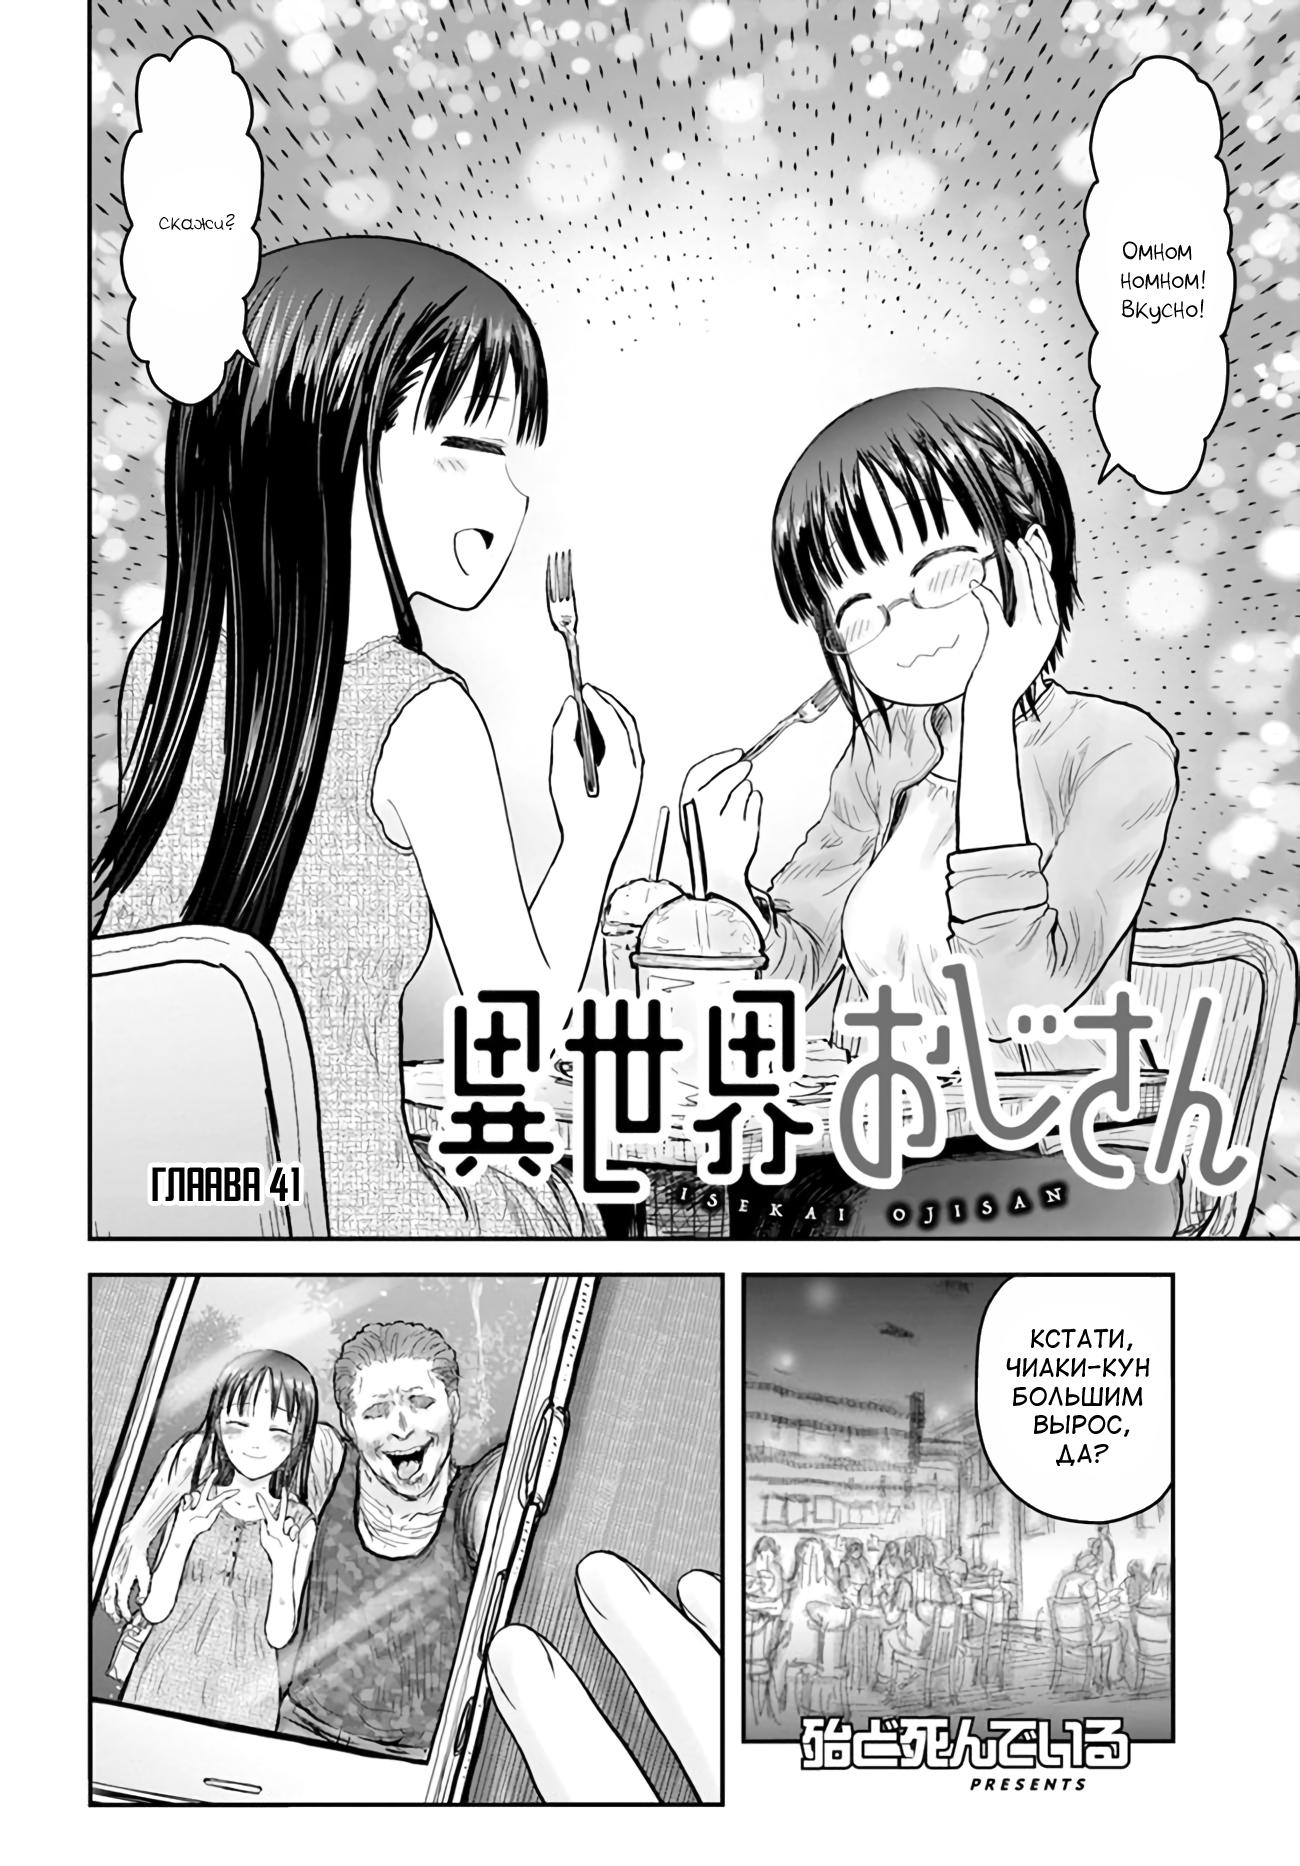 Омном
номном!
Вкусно!
скажи?
異世界おじさん
ISEKAI OJISAN
ГЛААВА 41
КСТАТИ,
ЧИАКИ-КУН
БОЛЬШИМ
ВЫРОС,
ДА?
殆ど死んでいる
PRESENTS